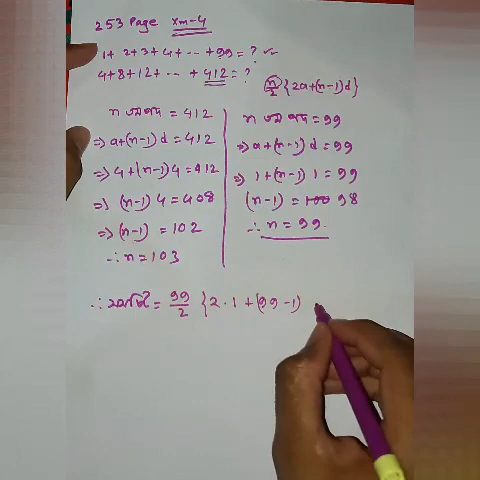 253 Page xm-4
1+ 2+3+4+ ... + 99 = ?
4+8+12+ ... + 412 = ?
n/2 {2a+(n-1)d}
n তম পদ = 412
⇒ a+(n-1) d = 412
⇒ 4+(n-1)4 = 412
⇒ (n-1) 4 = 408
⇒ (n-1) = 102
∴ n = 103
n তম পদ = 99
⇒ a+(n-1) d = 99
⇒ 1+(n-1) 1 = 99
(n-1) = 100 98
∴ n = 99
∴ সমষ্টি = 99/2 {2·1 +(99-1)